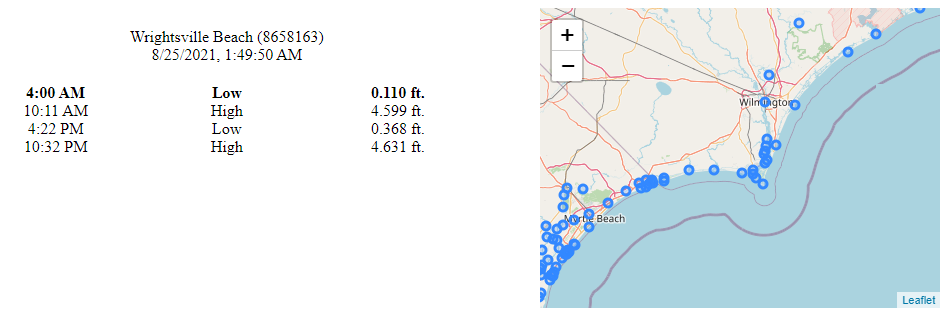 Wrightsville Beach (8658163)
8/25/2021, 1:49:50 AM
4:00 AM Low 0.110 ft.
10:11 AM High 4.599 ft.
4:22 PM Low 0.368 ft.
10:32 PM High 4.631 ft.
+
−
Wilmington
Myrtle Beach
Leaflet